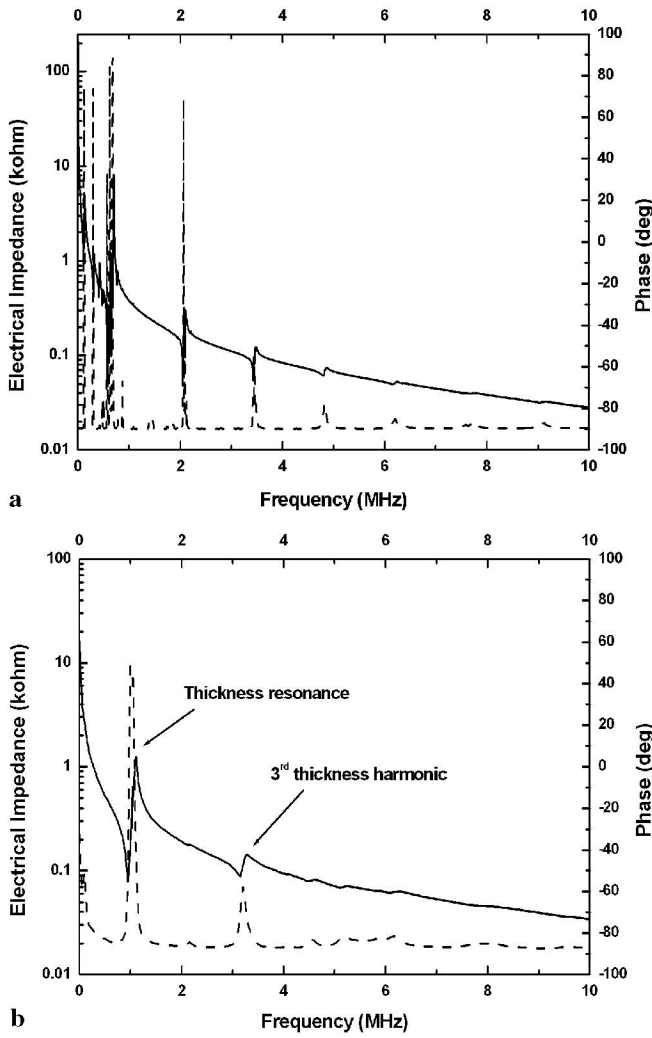 0 2 4 6 8 10
100
10
1
0.1
0.01
Electrical Impedance (kohm)
100
80
60
40
20
0
-20
-40
-60
-80
-100
Phase (deg)
0 2 4 6 8 10
Frequency (MHz)
a
0 2 4 6 8 10
100
10
1
0.1
0.01
Electrical Impedance (kohm)
Thickness resonance
3rd thickness harmonic
100
80
60
40
20
0
-20
-40
-60
-80
-100
Phase (deg)
0 2 4 6 8 10
Frequency (MHz)
b